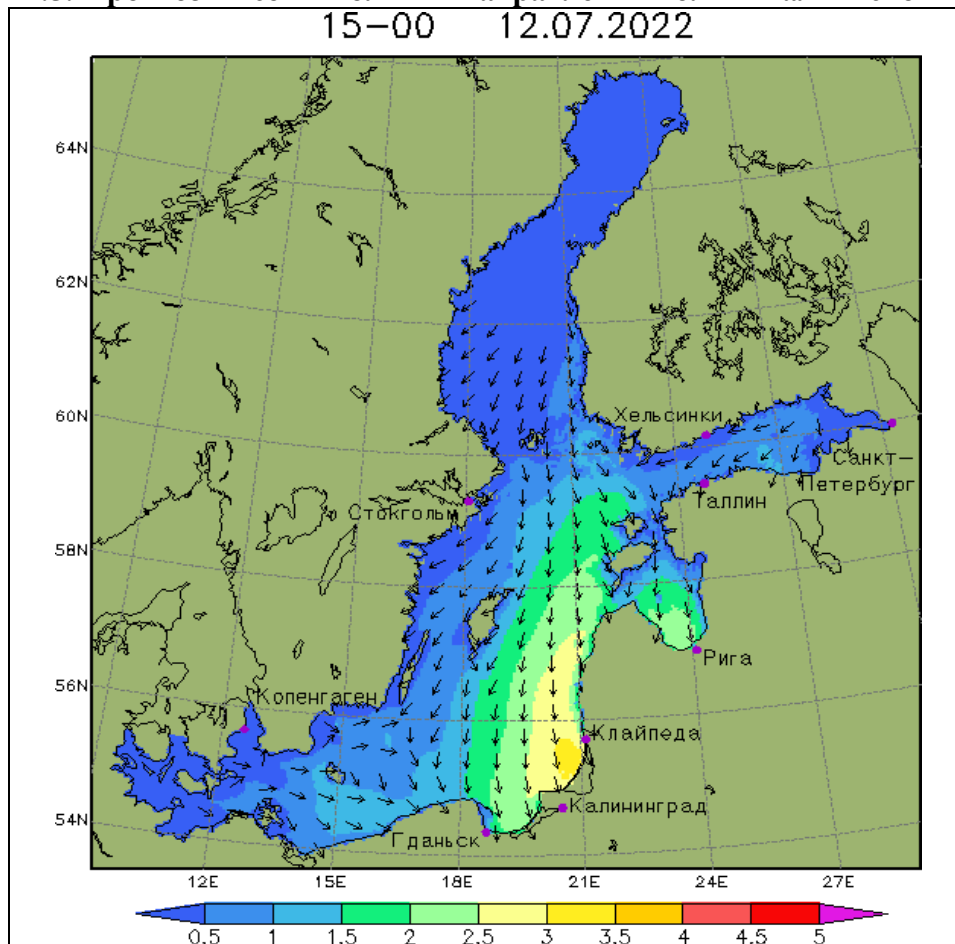 15-00 12.07.2022
64N
62N
60N
58N
56N
54N
Хельсинки
Санкт-
Петербург
Таллин
Стокгольм
Рига
Копенгаген
Клайпеда
Калининград
Гданьск
12E 15E 18E 21E 24E 27E
0.5 1 1.5 2 2.5 3 3.5 4 4.5 5